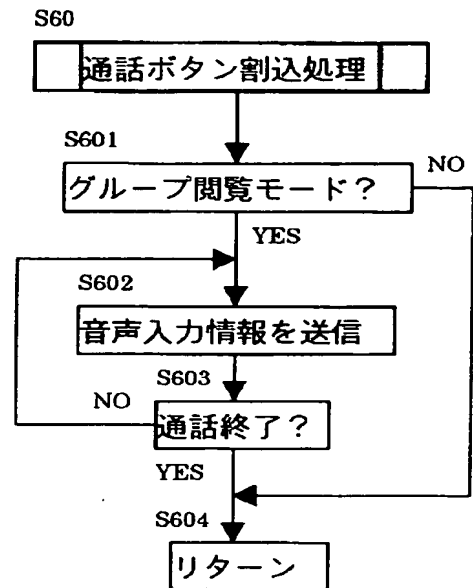 S60
通話ボタン割込処理
S601
グループ閲覧モード?
NO
YES
S602
音声入力情報を送信
S603
NO
通話終了?
YES
S604
リターン